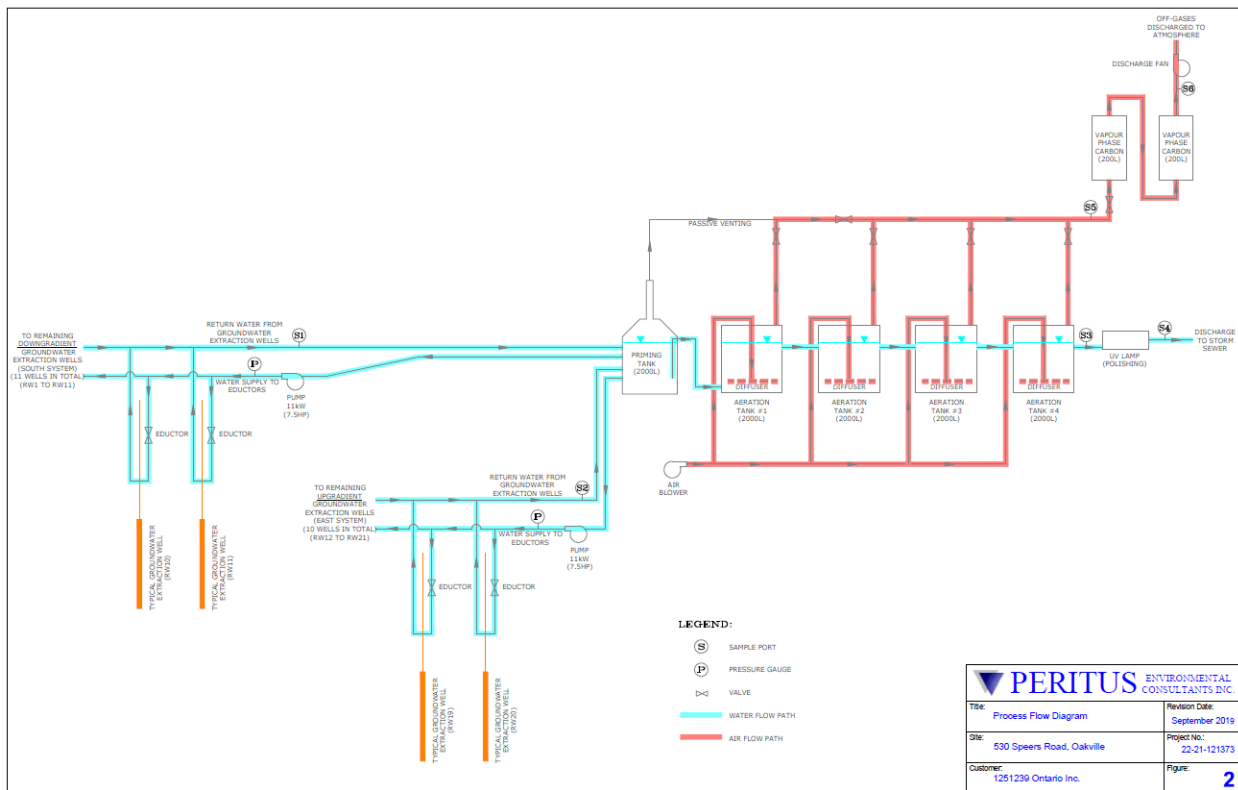 OFF-GASES
DISCHARGED TO
ATMOSPHERE
DISCHARGE FAN
S6
VAPOUR
PHASE
CARBON
(200L)
VAPOUR
PHASE
CARBON
(200L)
S5
PASSIVE VENTING
TO REMAINING
DOWNGRADIENT
GROUNDWATER
EXTRACTION WELLS
(SOUTH SYSTEM)
(11 WELLS IN TOTAL)
(RW1 TO RW11)
RETURN WATER FROM
GROUNDWATER
EXTRACTION WELLS
S1
P
WATER SUPPLY TO
EDUCTORS
PUMP
11kW
(7.5HP)
EDUCTOR
EDUCTOR
TYPICAL GROUNDWATER
EXTRACTION WELL
(RW10)
TYPICAL GROUNDWATER
EXTRACTION WELL
(RW11)
PRIMING
TANK
(2000L)
DIFFUSER
AERATION
TANK #1
(2000L)
DIFFUSER
AERATION
TANK #2
(2000L)
DIFFUSER
AERATION
TANK #3
(2000L)
DIFFUSER
AERATION
TANK #4
(2000L)
S3
UV LAMP
(POLISHING)
S4
DISCHARGE
TO STORM
SEWER
AIR
BLOWER
TO REMAINING
UPGRADIENT
GROUNDWATER
EXTRACTION WELLS
(EAST SYSTEM)
(10 WELLS IN TOTAL)
(RW12 TO RW21)
RETURN WATER FROM
GROUNDWATER
EXTRACTION WELLS
S2
P
WATER SUPPLY TO
EDUCTORS
PUMP
11kW
(7.5HP)
EDUCTOR
EDUCTOR
TYPICAL GROUNDWATER
EXTRACTION WELL
(RW19)
TYPICAL GROUNDWATER
EXTRACTION WELL
(RW20)
LEGEND:
S SAMPLE PORT
P PRESSURE GAUGE
VALVE
WATER FLOW PATH
AIR FLOW PATH
PERITUS ENVIRONMENTAL
CONSULTANTS INC.
Title:
Process Flow Diagram
Revision Date:
September 2019
Site:
530 Speers Road, Oakville
Project No.:
22-21-121373
Customer:
1251239 Ontario Inc.
Figure:
2